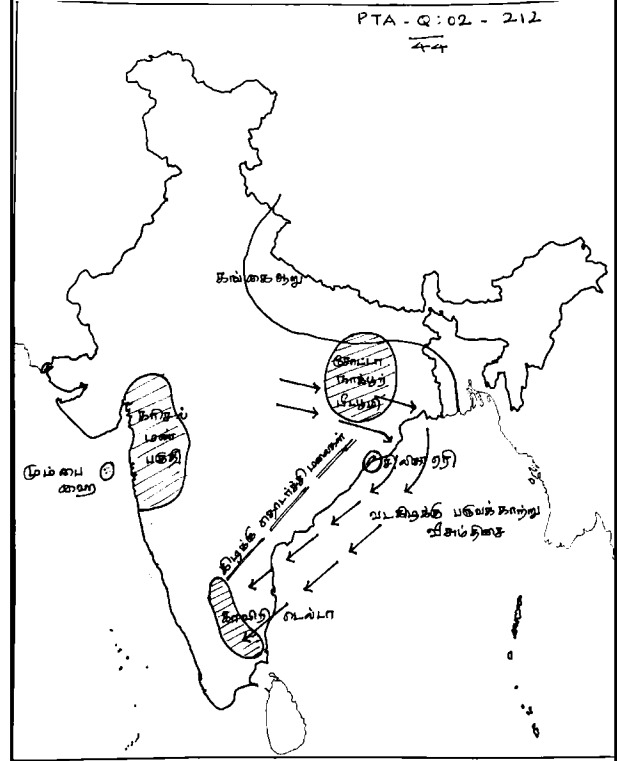 PTA - Q:02 - 212
44
கங்கை ஆறு
சோட்டா
நாக்பூர்
பீடபூமி
கரிசல்
மண்
பகுதி
மும்பை
ஹை
கிழக்கு தொடர்ச்சி மலைகள்
சிலிகா ஏரி
வடகிழக்கு பருவக்காற்று
வீசும் திசை
காவிரி டெல்டா